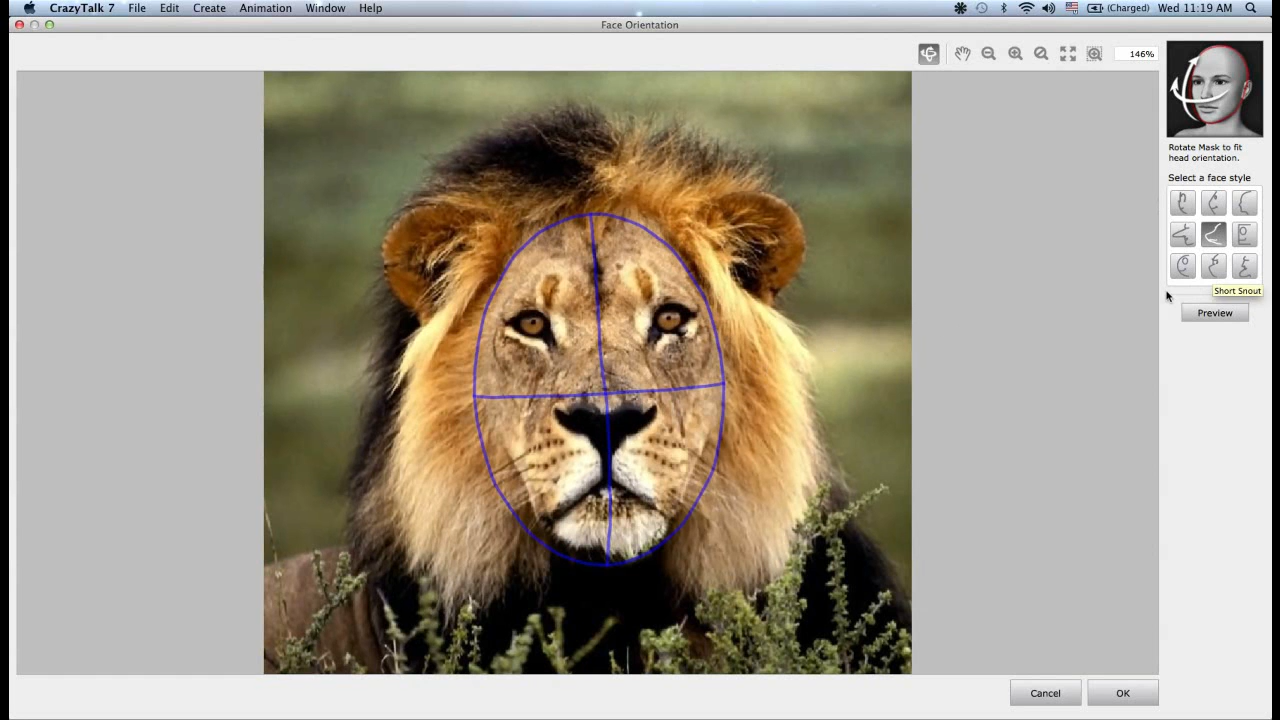 CrazyTalk 7 File Edit Create Animation Window Help (Charged) Wed 11:19 AM
Face Orientation
146%
Rotate Mask to fit
head orientation.
Select a face style
Short Snout
Preview
Cancel OK